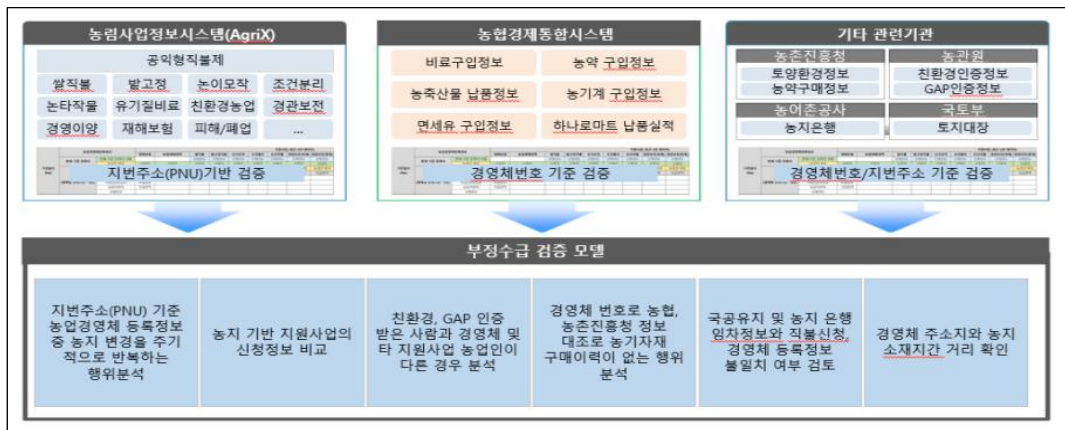 농림사업정보시스템(AgriX)
공익형직불제
쌀직불 밭고정 논이모작 조건분리
논타작물 유기질비료 친환경농업 경관보전
경영이양 재해보험 피해/폐업 ...
지번주소(PNU)기반 검증
농협경제통합시스템
비료구입정보 농약 구입정보
농축산물 납품정보 농기계 구입정보
면세유 구입정보 하나로마트 납품실적
경영체번호 기준 검증
기타 관련기관
농촌진흥청 농관원
토양환경정보 친환경인증정보
농약구매정보 GAP인증정보
농어존공사 국토부
농지은행 토지대장
경영체번호/지번주소 기준 검증
부정수급 검증 모델
지번주소(PNU) 기준
농업경영체 등록정보
중 농지 변경을 주기
적으로 반복하는
행위분석
농지 기반 지원사업의
신청정보 비교
친환경, GAP 인증
받은 사람과 경영체 및
타 지원사업 농업인이
다른 경우 분석
경영체 번호로 농협,
농촌진흥청 정보
대조로 농기자재
구매이력이 없는 행위
분석
국공유지 및 농지 은행
임차정보와 직불신청,
경영체 등록정보
불일치 여부 검토
경영체 주소지와 농지
소재지간 거리 확인